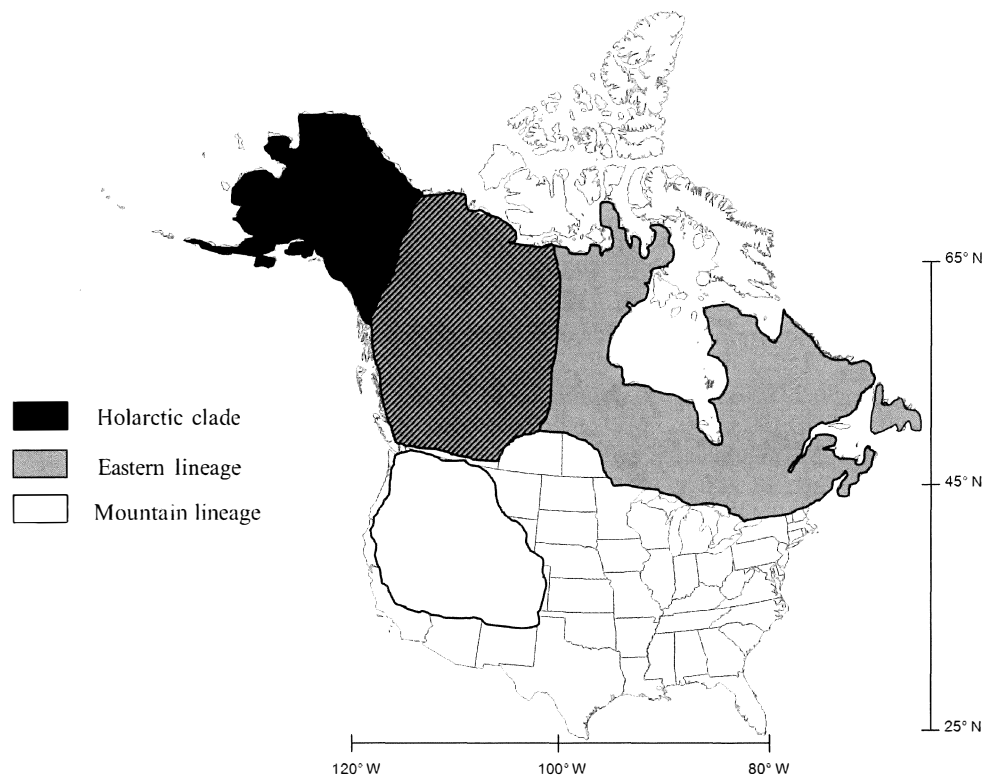 Holarctic clade
Eastern lineage
Mountain lineage
65° N
45° N
25° N
120° W
100° W
80° W